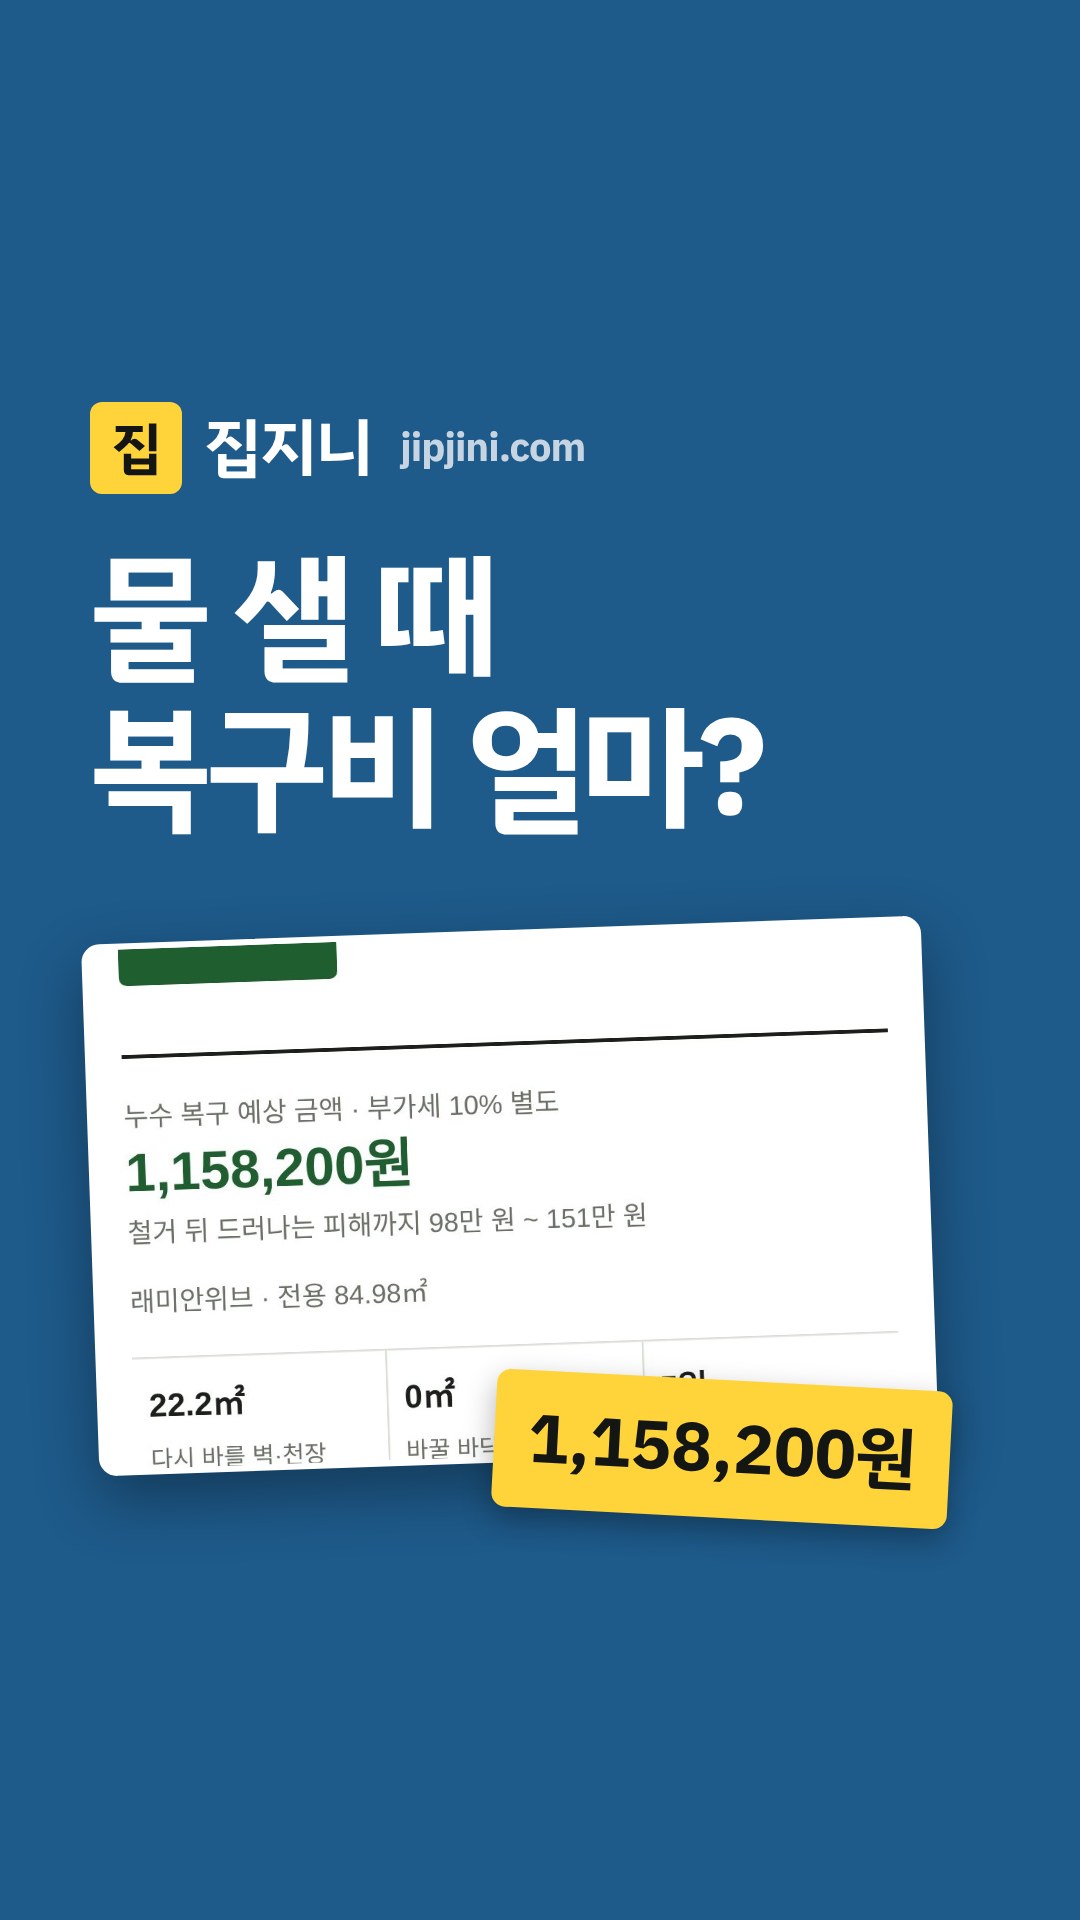 집 집지니 jipjini.com
물 샐 때
복구비 얼마?
누수 복구 예상 금액 · 부가세 10% 별도
1,158,200원
철거 뒤 드러나는 피해까지 98만 원 ~ 151만 원
래미안위브 · 전용 84.98㎡
22.2㎡ 0㎡
다시 바를 벽·천장 바꿀
1,158,200원